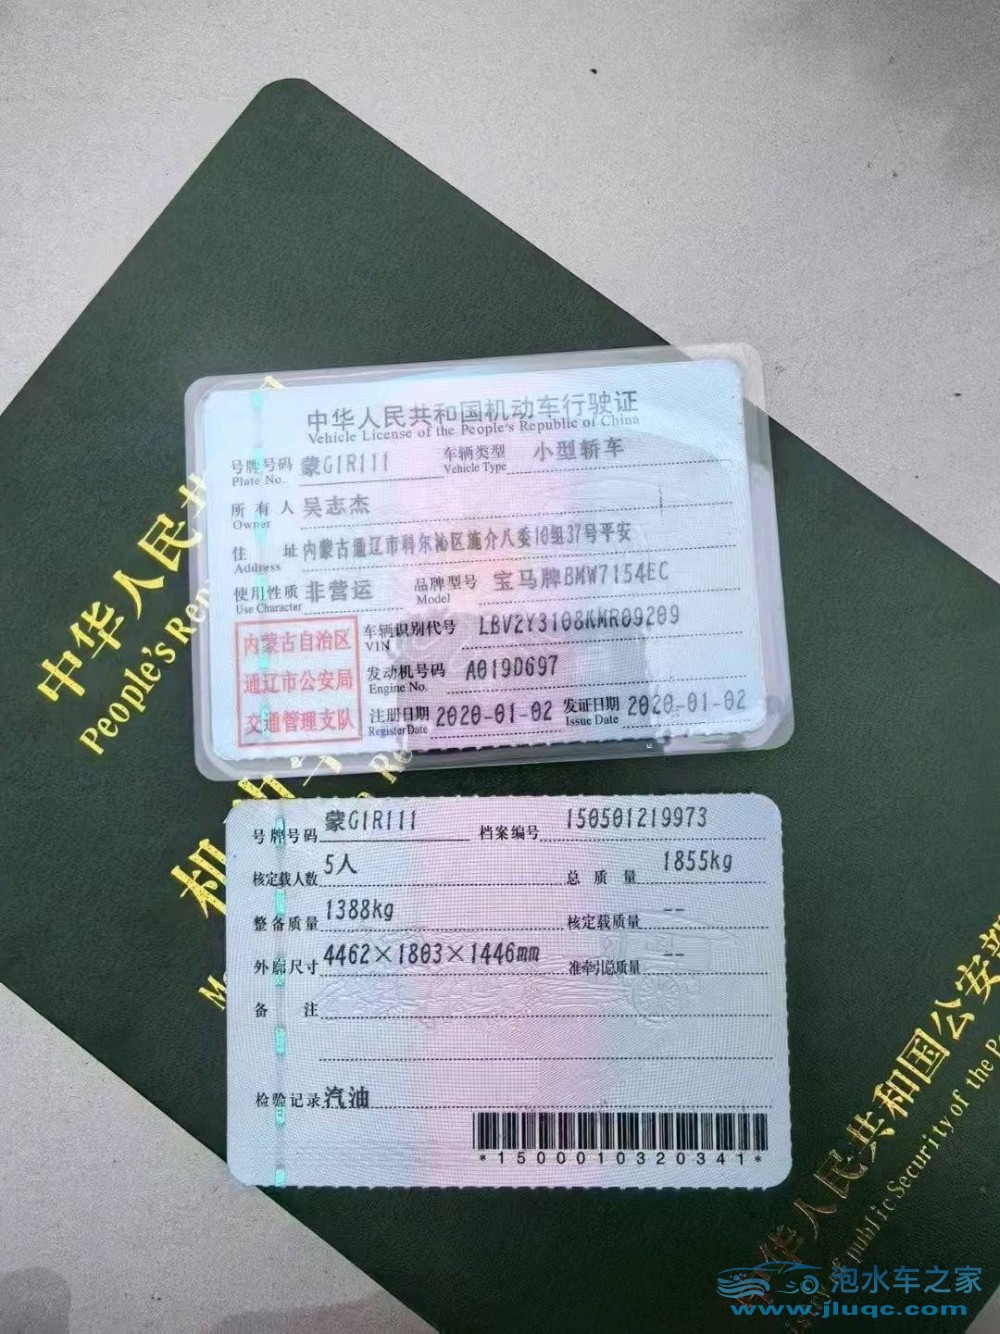 中华人民共和国机动车行驶证
Vehicle License of the People's Republic of China
号牌号码 蒙G1R111 车辆类型 小型轿车
Plate No. Vehicle Type
所有人 吴志杰
Owner
住址 内蒙古通辽市科尔沁区施介八委10组37号平安
Address
使用性质 非营运 品牌型号 宝马牌BMW7154EC
Use Character Model
内蒙古自治区
通辽市公安局
交通管理支队
车辆识别代号 LBV2Y3108KMR09209
VIN
发动机号码 A019D697
Engine No.
注册日期 2020-01-02 发证日期 2020-01-02
Register Date Issue Date
号牌号码 蒙G1R111 档案编号 150501219973
核定载人数 5人 总质量 1855kg
整备质量 1388kg 核定载质量 --
外廓尺寸 4462×1803×1446mm 准牵引总质量 --
备注
检验记录 汽油
*1500010320341*
中华人民共
People's Rep
机
中华人民共和国公安部
of public Security of the
泡水车之家
www.jluqc.com